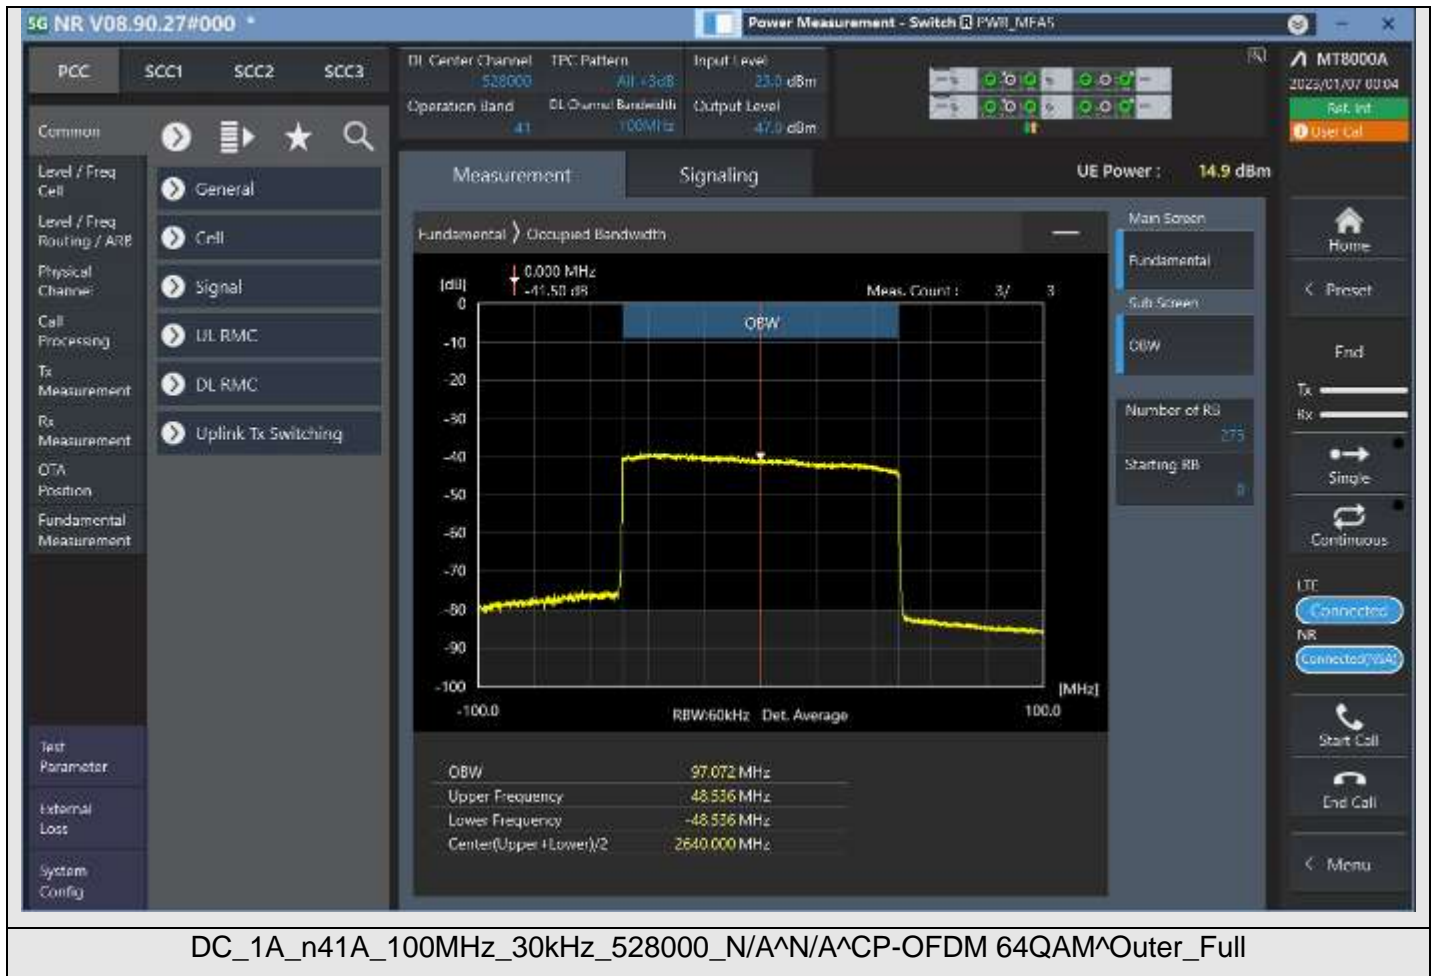 5G NR V08.90.27#000 *
Power Measurement - Switch PWR_MEAS
PCC SCC1 SCC2 SCC3
DL Center Channel TPC Pattern Input Level
528000 All +3dB 23.0 dBm
Operation Band DL Channel Bandwidth Output Level
41 100MHz -47.0 dBm
MT8000A
2023/01/07 00:04
Ref. Int
User Cal
Common
Level / Freq
Cell
Level / Freq
Routing / ARB
Physical
Channel
Call
Processing
Tx
Measurement
Rx
Measurement
OTA
Position
Fundamental
Measurement
Test
Parameter
External
Loss
System
Config
General
Cell
Signal
UL RMC
DL RMC
Uplink Tx Switching
Measurement Signaling
UE Power : 14.9 dBm
Fundamental Occupied Bandwidth
[dB]
0.000 MHz
-41.50 dB
Meas. Count : 3/ 3
OBW
0
-10
-20
-30
-40
-50
-60
-70
-80
-90
-100
-100.0
RBW:60kHz Det. Average
100.0
[MHz]
OBW 97.072 MHz
Upper Frequency 48.536 MHz
Lower Frequency -48.536 MHz
Center(Upper+Lower)/2 2640.000 MHz
Main Screen
Fundamental
Sub Screen
OBW
Number of RB
273
Starting RB
0
Home
< Preset
End
Tx
Rx
Single
Continuous
LTE
Connected
NR
Connected(NSA)
Start Call
End Call
< Menu
DC_1A_n41A_100MHz_30kHz_528000_N/A^N/A^CP-OFDM 64QAM^Outer_Full